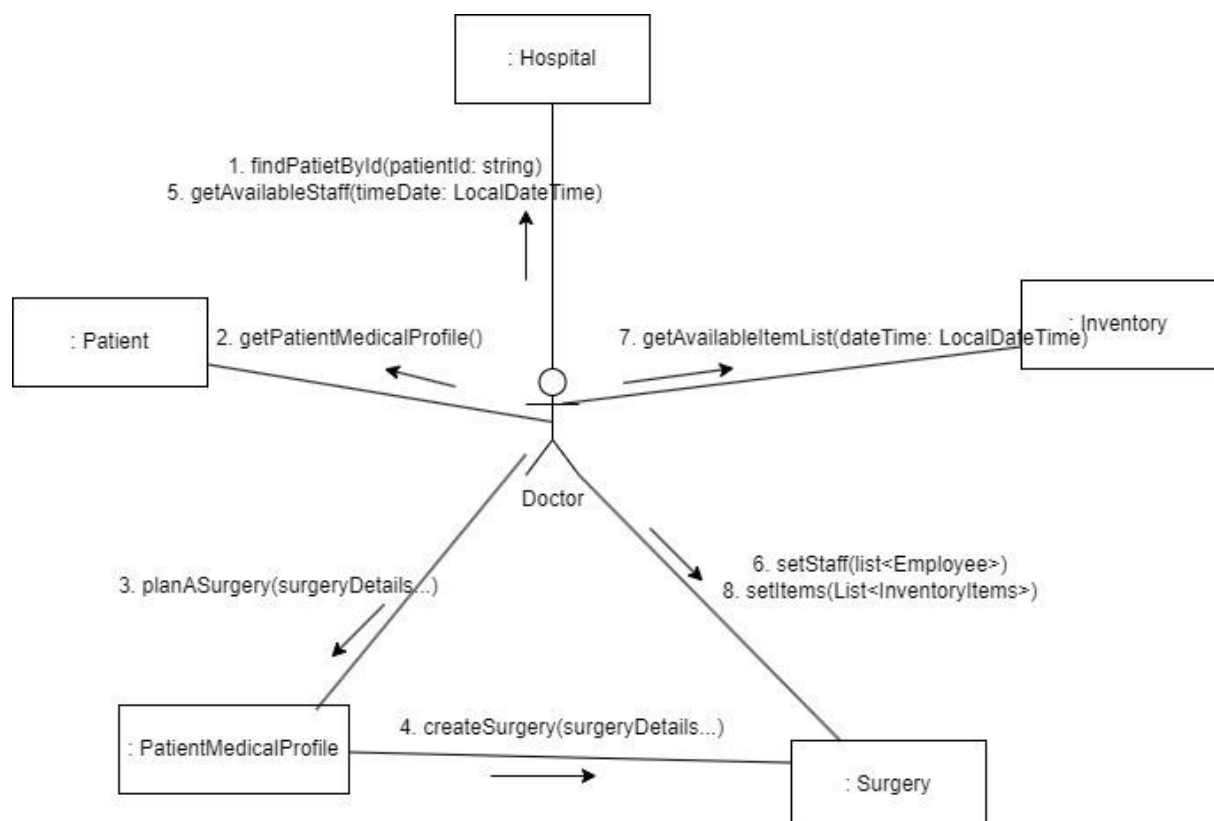 : Hospital
1. findPatietById(patientId: string)
5. getAvailableStaff(timeDate: LocalDateTime)
: Patient
2. getPatientMedicalProfile()
7. getAvailableItemList(dateTime: LocalDateTime)
: Inventory
Doctor
3. planASurgery(surgeryDetails...)
6. setStaff(list<Employee>)
8. setItems(List<InventoryItems>)
: PatientMedicalProfile
4. createSurgery(surgeryDetails...)
: Surgery